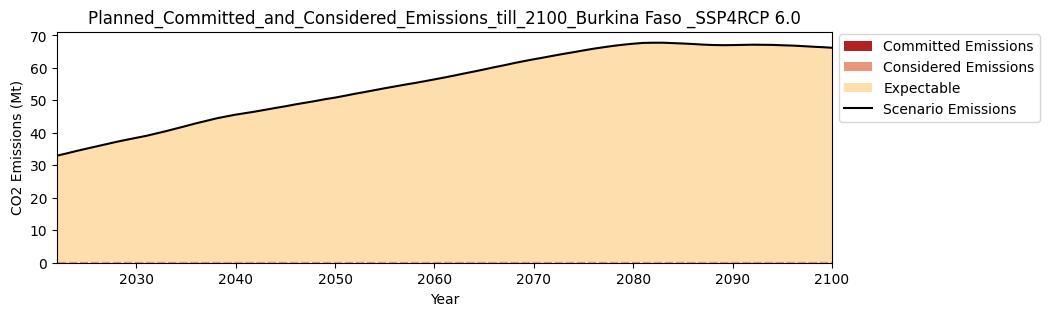 Planned_Committed_and_Considered_Emissions_till_2100_Burkina Faso _SSP4RCP 6.0
70
60
50
40
30
20
10
0
CO2 Emissions (Mt)
2030 2040 2050 2060 2070 2080 2090 2100
Year
Committed Emissions
Considered Emissions
Expectable
Scenario Emissions